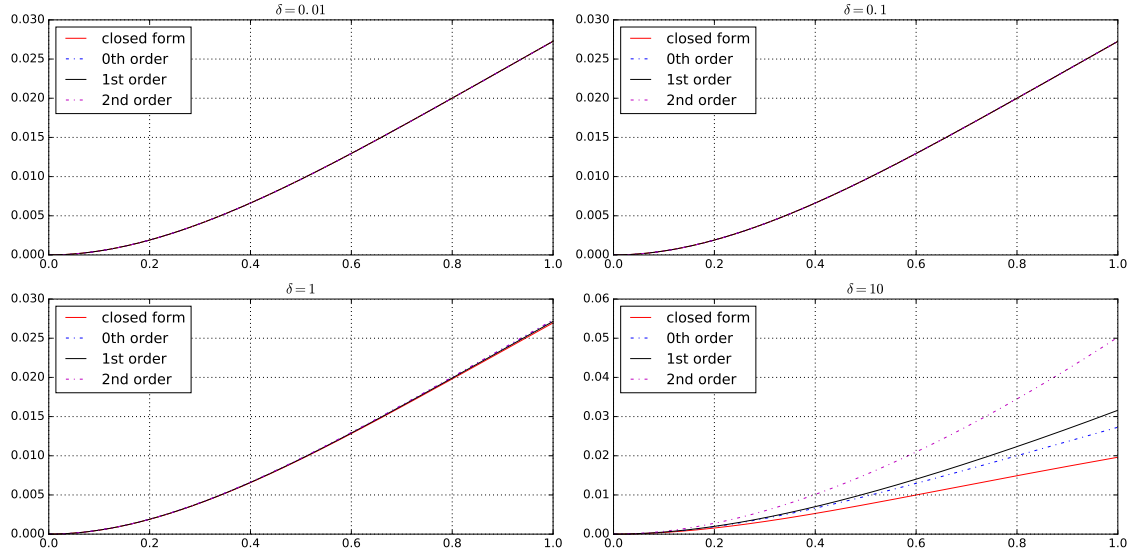 δ = 0.01
0.030
0.025
0.020
0.015
0.010
0.005
0.000
closed form
0th order
1st order
2nd order
0.0 0.2 0.4 0.6 0.8 1.0
δ = 0.1
0.030
0.025
0.020
0.015
0.010
0.005
0.000
closed form
0th order
1st order
2nd order
0.0 0.2 0.4 0.6 0.8 1.0
δ = 1
0.030
0.025
0.020
0.015
0.010
0.005
0.000
closed form
0th order
1st order
2nd order
0.0 0.2 0.4 0.6 0.8 1.0
δ = 10
0.06
0.05
0.04
0.03
0.02
0.01
0.00
closed form
0th order
1st order
2nd order
0.0 0.2 0.4 0.6 0.8 1.0